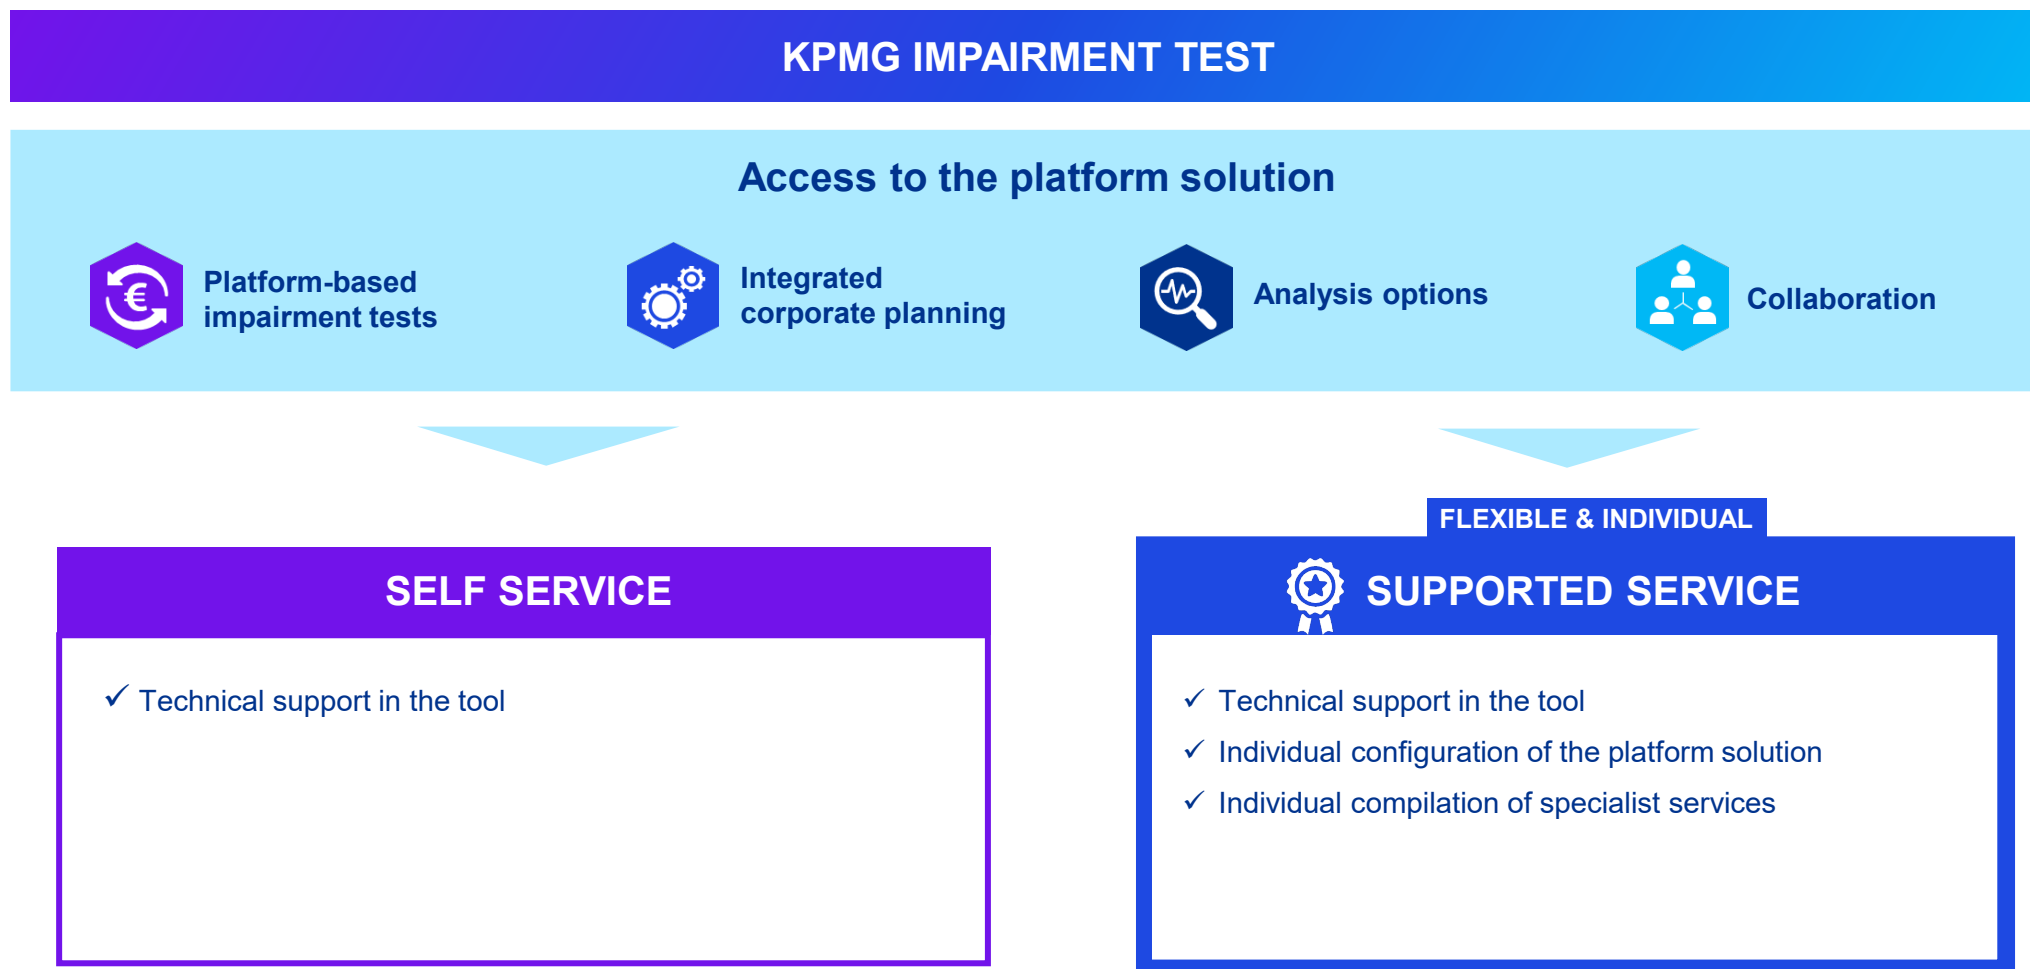 KPMG IMPAIRMENT TEST
Access to the platform solution
€
Platform-based
impairment tests
Integrated
corporate planning
Analysis options
Collaboration
SELF SERVICE
✓ Technical support in the tool
FLEXIBLE & INDIVIDUAL
SUPPORTED SERVICE
✓ Technical support in the tool
✓ Individual configuration of the platform solution
✓ Individual compilation of specialist services